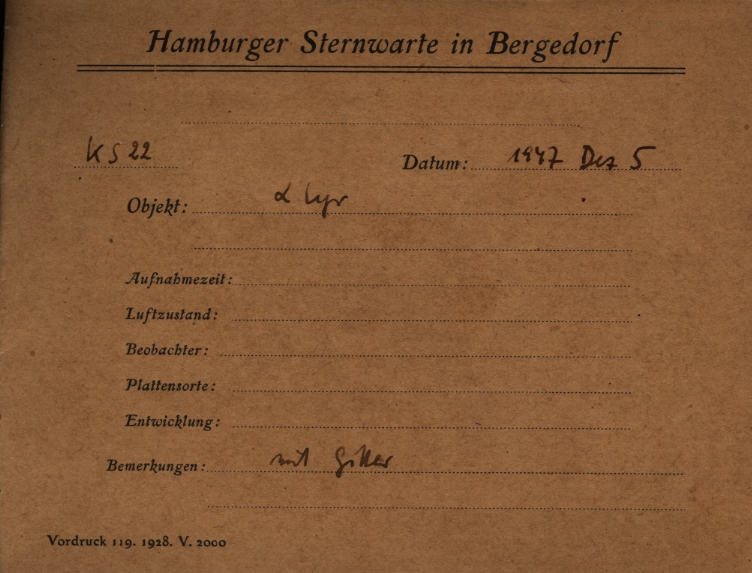 Hamburger Sternwarte in Bergedorf
KS 22 Datum: 1947 Dez 5
Objekt: α Lyr
Aufnahmezeit:
Luftzustand:
Beobachter:
Plattensorte:
Entwicklung:
Bemerkungen: mit Gitter
Vordruck 119. 1928. V. 2000